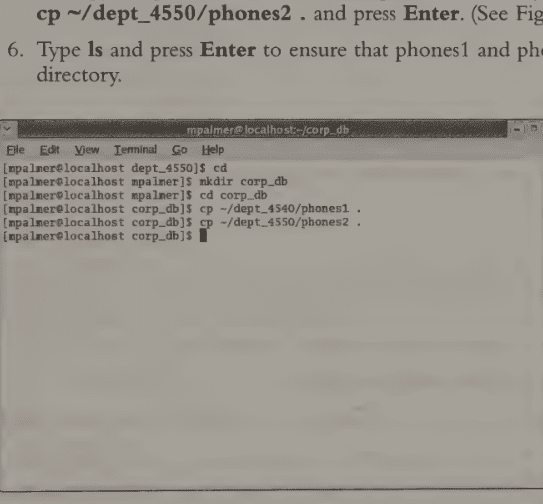 cp ~/dept_4550/phones2 . and press Enter. (See Fig
6. Type ls and press Enter to ensure that phones1 and pho
directory.
mpalmer@localhost:~/corp_db
File Edit View Terminal Go Help
[mpalmer@localhost dept_4550]$ cd
[mpalmer@localhost mpalmer]$ mkdir corp_db
[mpalmer@localhost mpalmer]$ cd corp_db
[mpalmer@localhost corp_db]$ cp ~/dept_4540/phones1 .
[mpalmer@localhost corp_db]$ cp ~/dept_4550/phones2 .
[mpalmer@localhost corp_db]$